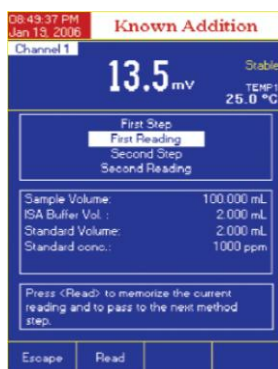 08:49:37 PM
Jan 19, 2006
Known Addition
Channel 1
13.5 mV
Stable
TEMP1
25.0 °C
First Step
First Reading
Second Step
Second Reading
Sample Volume: 100.000 mL
ISA Buffer Vol. : 2.000 mL
Standard Volume: 2.000 mL
Standard conc.: 1000 ppm
Press <Read> to memorize the current
reading and to pass to the next method
step.
Escape Read